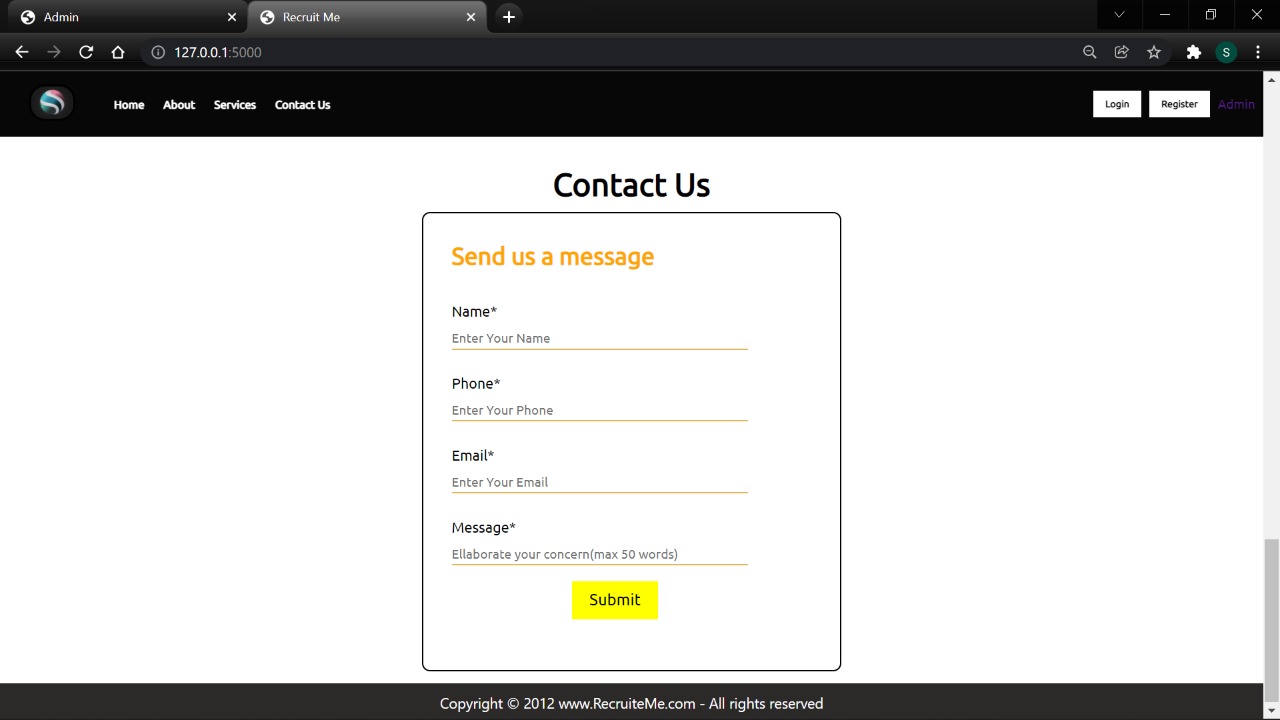 Admin
Recruit Me
127.0.0.1:5000
S
Home About Services Contact Us
Login Register Admin
Contact Us
Send us a message
Name*
Enter Your Name
Phone*
Enter Your Phone
Email*
Enter Your Email
Message*
Ellaborate your concern(max 50 words)
Submit
Copyright © 2012 www.RecruiteMe.com - All rights reserved